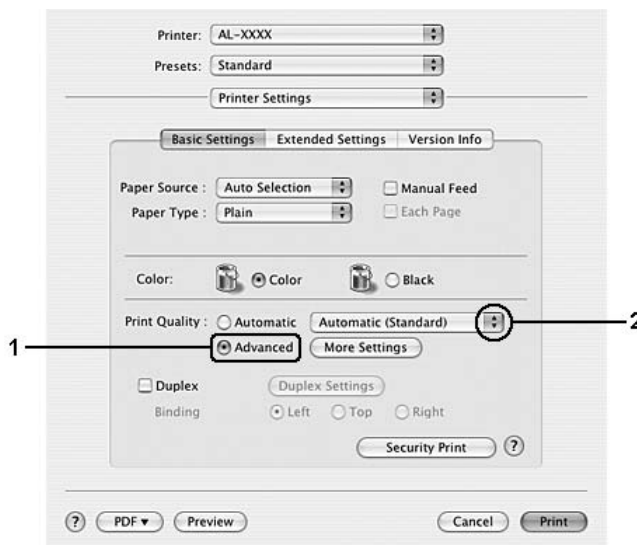 Printer: AL-XXXX
Presets: Standard
Printer Settings
Basic Settings Extended Settings Version Info
Paper Source : Auto Selection Manual Feed
Paper Type : Plain Each Page
Color: Color Black
Print Quality : Automatic Automatic (Standard) 2
1 Advanced More Settings
Duplex Duplex Settings
Binding Left Top Right
Security Print ?
? PDF ▼ Preview Cancel Print